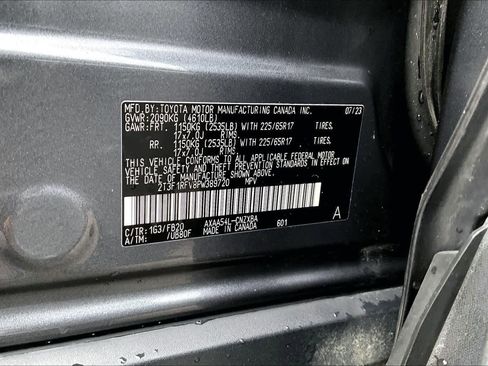 MFD.BY:TOYOTA MOTOR MANUFACTURING CANADA INC. 07/23
GVWR:2090KG (4610LB)
GAWR:FRT. 1150KG (2535LB) WITH 225/65R17 TIRES,
17x7.0J RIMS
RR. 1150KG (2535LB) WITH 225/65R17 TIRES,
17x7.0J RIMS
THIS VEHICLE CONFORMS TO ALL APPLICABLE FEDERAL MOTOR
VEHICLE SAFETY, BUMPER, AND THEFT PREVENTION STANDARDS IN EFFECT ON
THE DATE OF MANUFACTURE SHOWN ABOVE.
2T3F1RFV8PW389720 MPV
C/TR:1G3/FB20 AXAA54L-CNZXBA 601 A
A/TM: /UB80F MADE IN CANADA